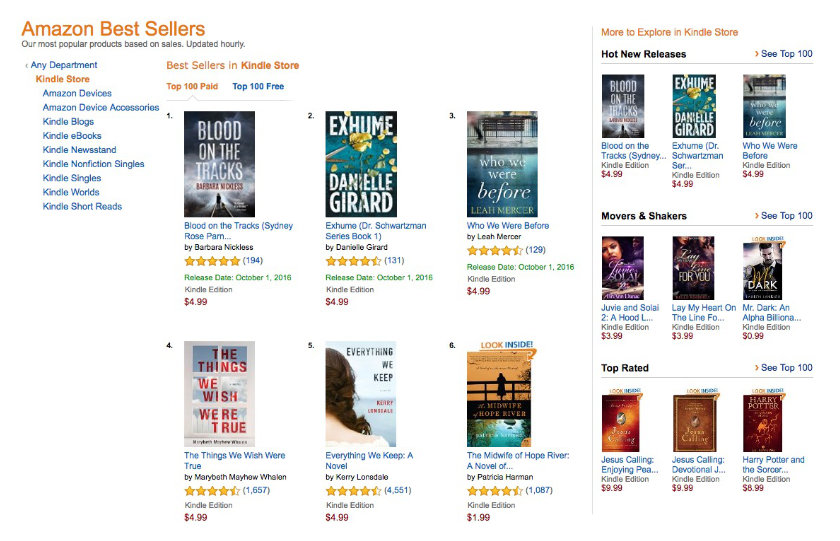 Amazon Best Sellers
Our most popular products based on sales. Updated hourly.
‹ Any Department
Kindle Store
Amazon Devices
Amazon Device Accessories
Kindle Blogs
Kindle eBooks
Kindle Newsstand
Kindle Nonfiction Singles
Kindle Singles
Kindle Worlds
Kindle Short Reads
Best Sellers in Kindle Store
Top 100 Paid Top 100 Free
1.
BLOOD
ON THE
TRACKS
BARBARA NICKLESS
Blood on the Tracks (Sydney
Rose Parn...
by Barbara Nickless
(194)
Release Date: October 1, 2016
Kindle Edition
$4.99
2.
EXHUME
DANIELLE
GIRARD
Exhume (Dr. Schwartzman
Series Book 1)
by Danielle Girard
(131)
Release Date: October 1, 2016
Kindle Edition
$4.99
3.
who we
were
before
LEAH MERCER
Who We Were Before
by Leah Mercer
(129)
Release Date: October 1, 2016
Kindle Edition
$4.99
4.
THE
THINGS
WE
WISH
WERE
TRUE
Marybeth Mayhew Whalen
The Things We Wish Were
True
by Marybeth Mayhew Whalen
(1,657)
Kindle Edition
$4.99
5.
EVERYTHING
WE
KEEP
KERRY
LONSDALE
Everything We Keep: A
Novel
by Kerry Lonsdale
(4,551)
Kindle Edition
$4.99
6.
LOOK INSIDE!
The MIDWIFE
of HOPE RIVER
patricia harman
The Midwife of Hope River:
A Novel of...
by Patricia Harman
(1,087)
Kindle Edition
$1.99
More to Explore in Kindle Store
Hot New Releases › See Top 100
BLOOD
ON THE
TRACKS
BARBARA NICKLESS
Blood on the
Tracks (Sydney...
Kindle Edition
$4.99
EXHUME
DANIELLE
GIRARD
Exhume (Dr.
Schwartzman
Ser...
Kindle Edition
$4.99
who we
were
before
LEAH MERCER
Who We Were
Before
Kindle Edition
$4.99
Movers & Shakers › See Top 100
Juvie and Solai
2: A Hood L...
Kindle Edition
$3.99
Lay My
FOR YOU
Lay My Heart On
The Line Fo...
Kindle Edition
$3.99
LOOK INSIDE!
Mr.
DARK
Mr. Dark: An
Alpha Billiona...
Kindle Edition
$0.99
Top Rated › See Top 100
LOOK INSIDE!
Jesus
Calling
Jesus Calling:
Enjoying Pea...
Kindle Edition
$9.99
LOOK INSIDE!
Jesus
Calling
Jesus Calling:
Devotional J...
Kindle Edition
$9.99
LOOK INSIDE!
HARRY
POTTER
Harry Potter and
the Sorcer...
Kindle Edition
$8.99